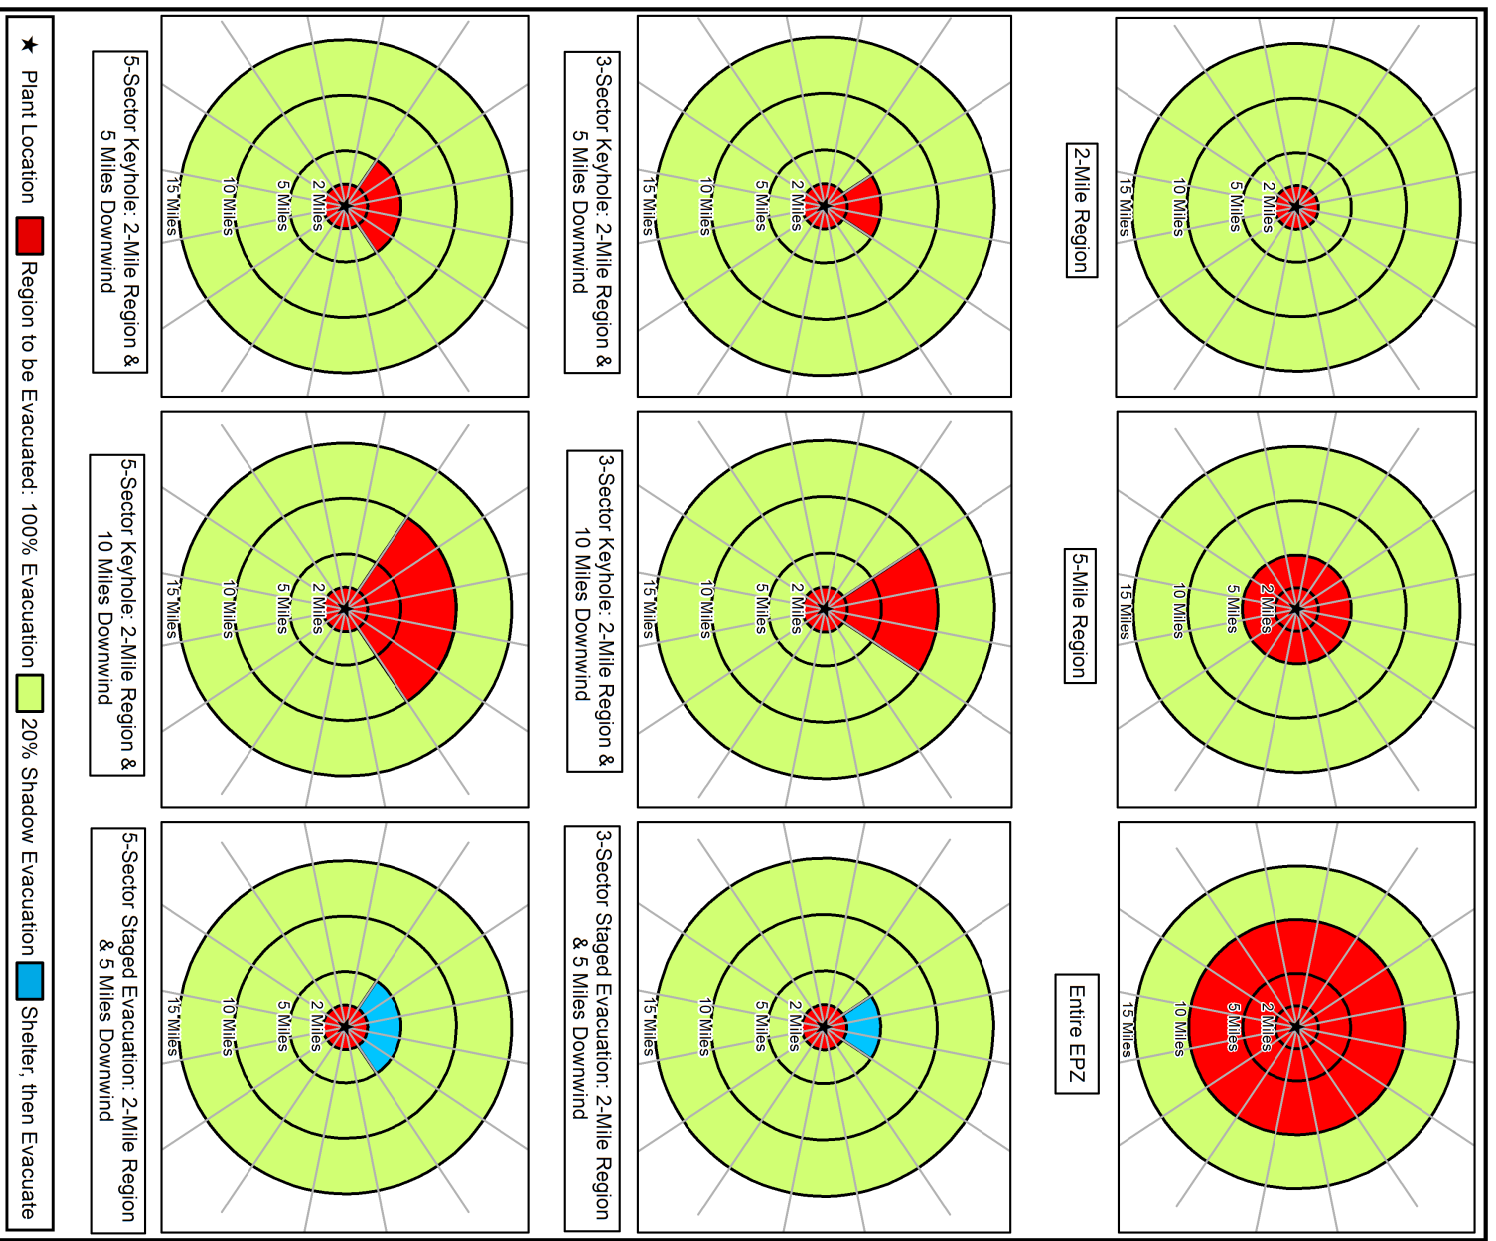 2 Miles
5 Miles
10 Miles
15 Miles
2-Mile Region
2 Miles
5 Miles
10 Miles
15 Miles
5-Mile Region
2 Miles
5 Miles
10 Miles
15 Miles
Entire EPZ
2 Miles
5 Miles
10 Miles
15 Miles
3-Sector Keyhole: 2-Mile Region &
5 Miles Downwind
2 Miles
5 Miles
10 Miles
15 Miles
3-Sector Keyhole: 2-Mile Region &
10 Miles Downwind
2 Miles
5 Miles
10 Miles
15 Miles
3-Sector Staged Evacuation: 2-Mile Region
& 5 Miles Downwind
2 Miles
5 Miles
10 Miles
15 Miles
5-Sector Keyhole: 2-Mile Region &
5 Miles Downwind
2 Miles
5 Miles
10 Miles
15 Miles
5-Sector Keyhole: 2-Mile Region &
10 Miles Downwind
2 Miles
5 Miles
10 Miles
15 Miles
5-Sector Staged Evacuation: 2-Mile Region
& 5 Miles Downwind
Plant Location Region to be Evacuated: 100% Evacuation 20% Shadow Evacuation Shelter, then Evacuate